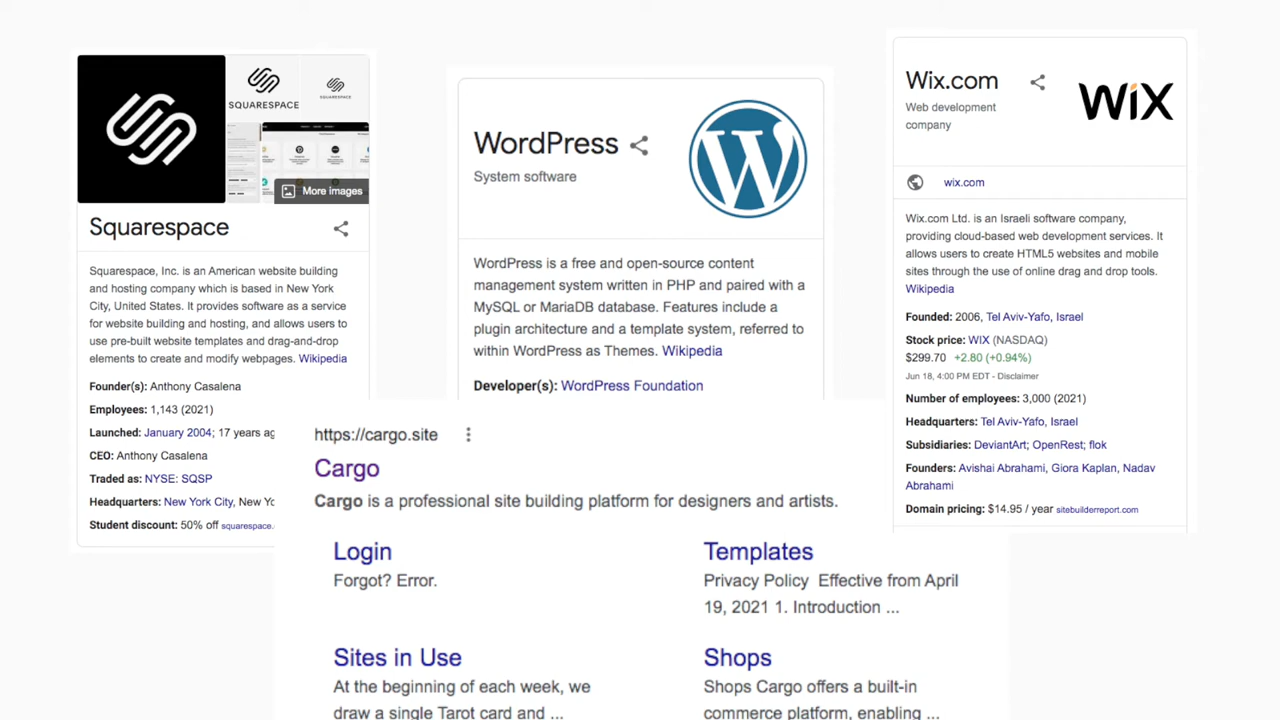 SQUARESPACE
SQUARESPACE
More images
Squarespace
Squarespace, Inc. is an American website building
and hosting company which is based in New York
City, United States. It provides software as a service
for website building and hosting, and allows users to
use pre-built website templates and drag-and-drop
elements to create and modify webpages. Wikipedia
Founder(s): Anthony Casalena
Employees: 1,143 (2021)
Launched: January 2004; 17 years ag
CEO: Anthony Casalena
Traded as: NYSE: SQSP
Headquarters: New York City, New Yo
Student discount: 50% off squarespace.
WordPress
System software
WordPress is a free and open-source content
management system written in PHP and paired with a
MySQL or MariaDB database. Features include a
plugin architecture and a template system, referred to
within WordPress as Themes. Wikipedia
Developer(s): WordPress Foundation
Wix.com
Web development
company
WiX
wix.com
Wix.com Ltd. is an Israeli software company,
providing cloud-based web development services. It
allows users to create HTML5 websites and mobile
sites through the use of online drag and drop tools.
Wikipedia
Founded: 2006, Tel Aviv-Yafo, Israel
Stock price: WIX (NASDAQ)
$299.70 +2.80 (+0.94%)
Jun 18, 4:00 PM EDT - Disclaimer
Number of employees: 3,000 (2021)
Headquarters: Tel Aviv-Yafo, Israel
Subsidiaries: DeviantArt; OpenRest; flok
Founders: Avishai Abrahami, Giora Kaplan, Nadav
Abrahami
Domain pricing: $14.95 / year sitebuilderreport.com
https://cargo.site
Cargo
Cargo is a professional site building platform for designers and artists.
Login
Forgot? Error.
Templates
Privacy Policy Effective from April
19, 2021 1. Introduction ...
Sites in Use
At the beginning of each week, we
draw a single Tarot card and ...
Shops
Shops Cargo offers a built-in
commerce platform, enabling ...